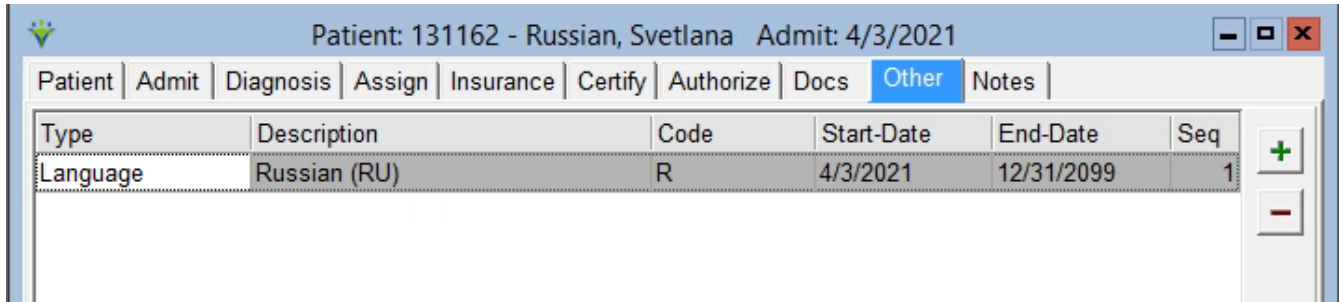 Patient: 131162 - Russian, Svetlana Admit: 4/3/2021
Patient Admit Diagnosis Assign Insurance Certify Authorize Docs Other Notes
Type Description Code Start-Date End-Date Seq
Language Russian (RU) R 4/3/2021 12/31/2099 1